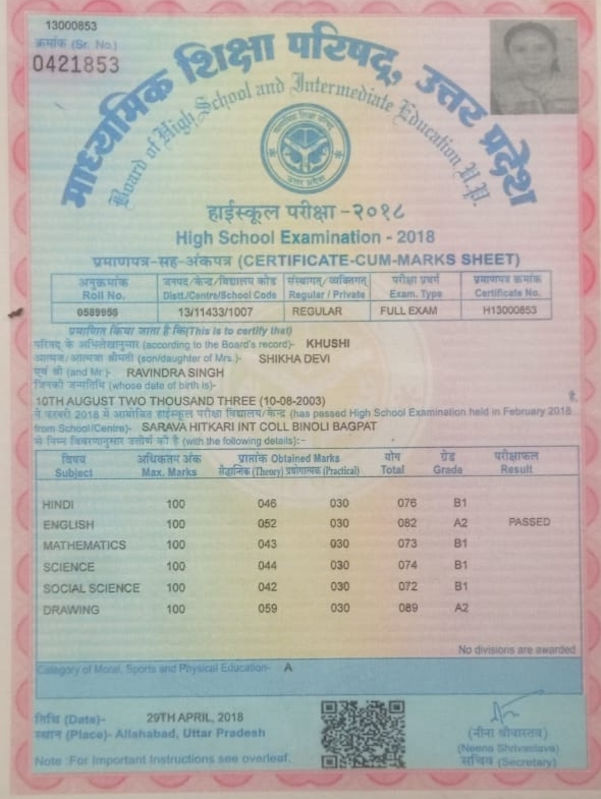 13000853
क्रमांक (Sr. No.)
0421853
माध्यमिक शिक्षा परिषद्, उत्तर प्रदेश
Board of High School and Intermediate Education U.P.
हाईस्कूल परीक्षा -२०१८
High School Examination - 2018
प्रमाणपत्र-सह-अंकपत्र (CERTIFICATE-CUM-MARKS SHEET)
अनुक्रमांक जनपद/केन्द्र/विद्यालय कोड संस्थागत/व्यक्तिगत परीक्षा प्रवर्ग प्रमाणपत्र क्रमांक
Roll No. Distt./Centre/School Code Regular / Private Exam. Type Certificate No.
13/11433/1007 REGULAR FULL EXAM H13000853
प्रमाणित किया जाता है कि(This is to certify that)
परिषद के अभिलेखानुसार (according to the Board's record)- KHUSHI
आत्मज/आत्मजा श्रीमती (son/daughter of Mrs.)- SHIKHA DEVI
एवं श्री (and Mr.)- RAVINDRA SINGH
जिनकी जन्मतिथि (whose date of birth is)-
10TH AUGUST TWO THOUSAND THREE (10-08-2003) है,
ने फरवरी 2018 में आयोजित हाईस्कूल परीक्षा विद्यालय/केन्द्र (has passed High School Examination held in February 2018
from School/Centre)- SARAVA HITKARI INT COLL BINOLI BAGPAT
से निम्न विवरणानुसार उत्तीर्ण की है (with the following details):-
विषय अधिकतम अंक प्राप्तांक Obtained Marks योग ग्रेड परीक्षाफल
Subject Max. Marks सैद्धान्तिक (Theory) प्रयोगात्मक (Practical) Total Grade Result
HINDI 100 046 030 076 B1
ENGLISH 100 052 030 082 A2 PASSED
MATHEMATICS 100 043 030 073 B1
SCIENCE 100 044 030 074 B1
SOCIAL SCIENCE 100 042 030 072 B1
DRAWING 100 059 030 089 A2
No divisions are awarded
Category of Moral, Sports and Physical Education- A
तिथि (Date)- 29TH APRIL, 2018
स्थान (Place)- Allahabad, Uttar Pradesh
(नीना श्रीवास्तव)
(Neena Shrivastava)
सचिव (Secretary)
Note :For Important Instructions see overleaf.